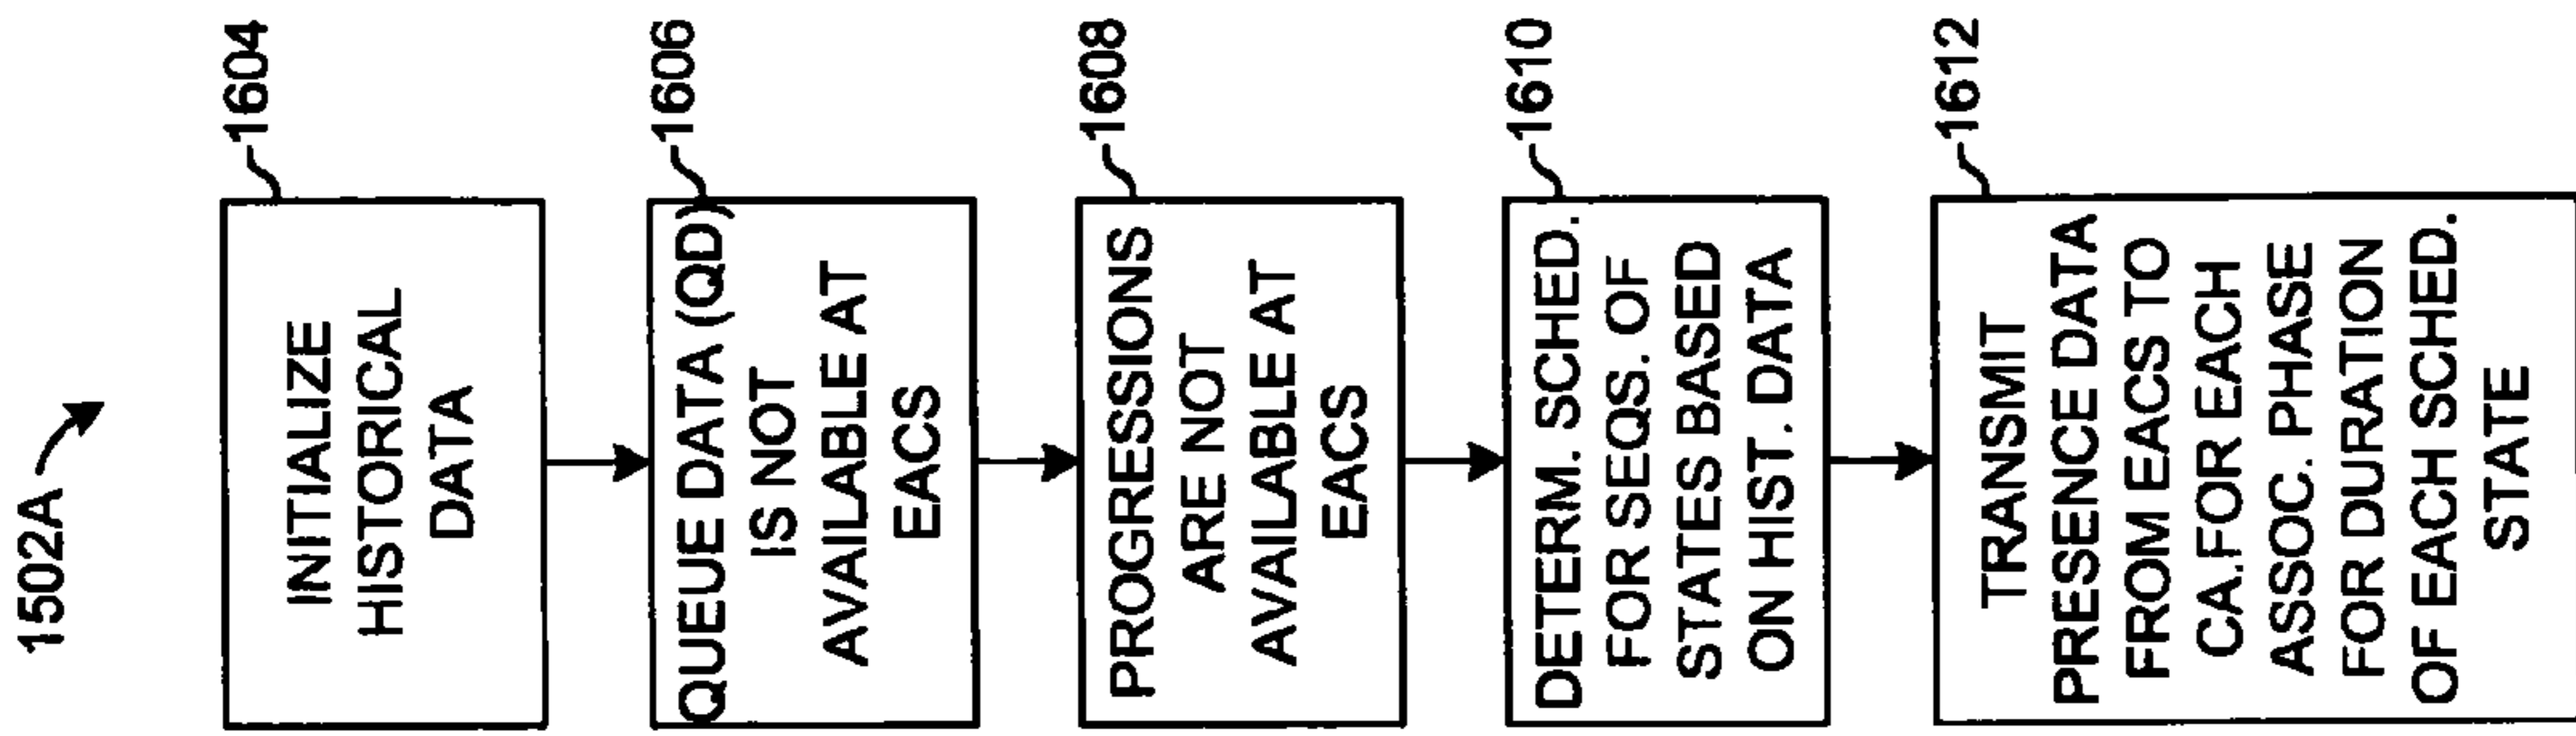 1502A
1604
INITIALIZE
HISTORICAL
DATA
1606
QUEUE DATA (QD)
IS NOT
AVAILABLE AT
EACS
1608
PROGRESSIONS
ARE NOT
AVAILABLE AT
EACS
1610
DETERM. SCHED.
FOR SEQS. OF
STATES BASED
ON HIST. DATA
1612
TRANSMIT
PRESENCE DATA
FROM EACS TO
CA.FOR EACH
ASSOC. PHASE
FOR DURATION
OF EACH SCHED.
STATE